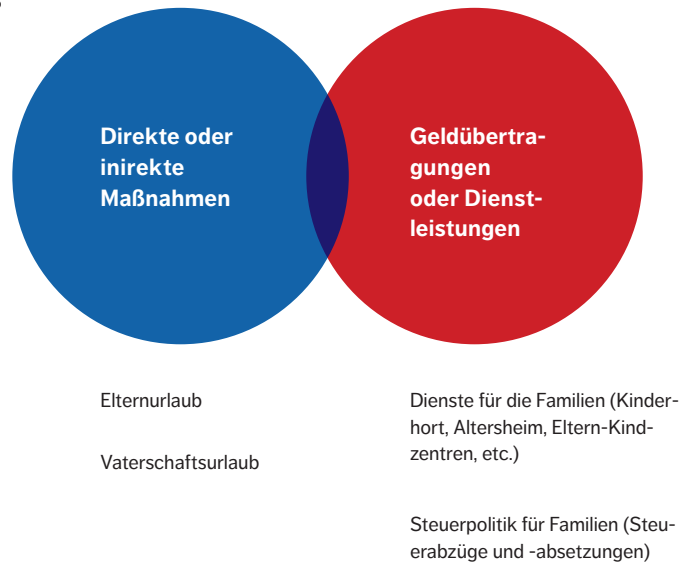 Direkte oder
inirekte
Maßnahmen
Geldübertra-
gungen
oder Dienst-
leistungen
Elternurlaub
Vaterschaftsurlaub
Dienste für die Familien (Kinder-
hort, Altersheim, Eltern-Kind-
zentren, etc.)
Steuerpolitik für Familien (Steu-
erabzüge und -absetzungen)